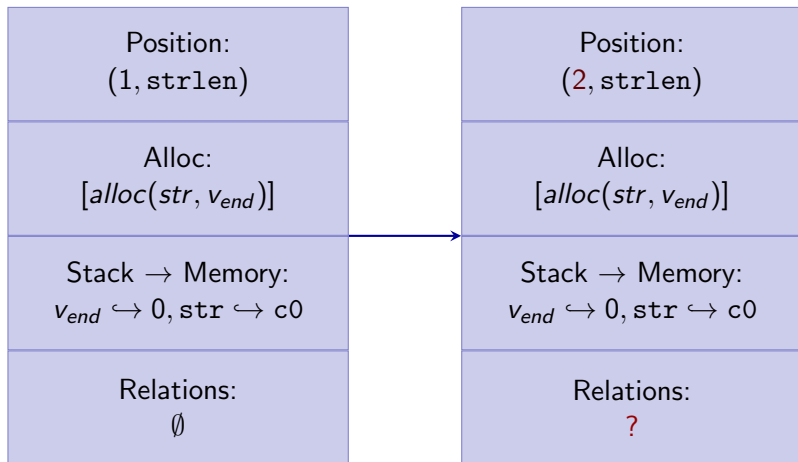 Position:
(1, strlen)
Alloc:
[alloc(str, v_end)]
Stack → Memory:
v_end ↪ 0, str ↪ c0
Relations:
∅
Position:
(2, strlen)
Alloc:
[alloc(str, v_end)]
Stack → Memory:
v_end ↪ 0, str ↪ c0
Relations:
?